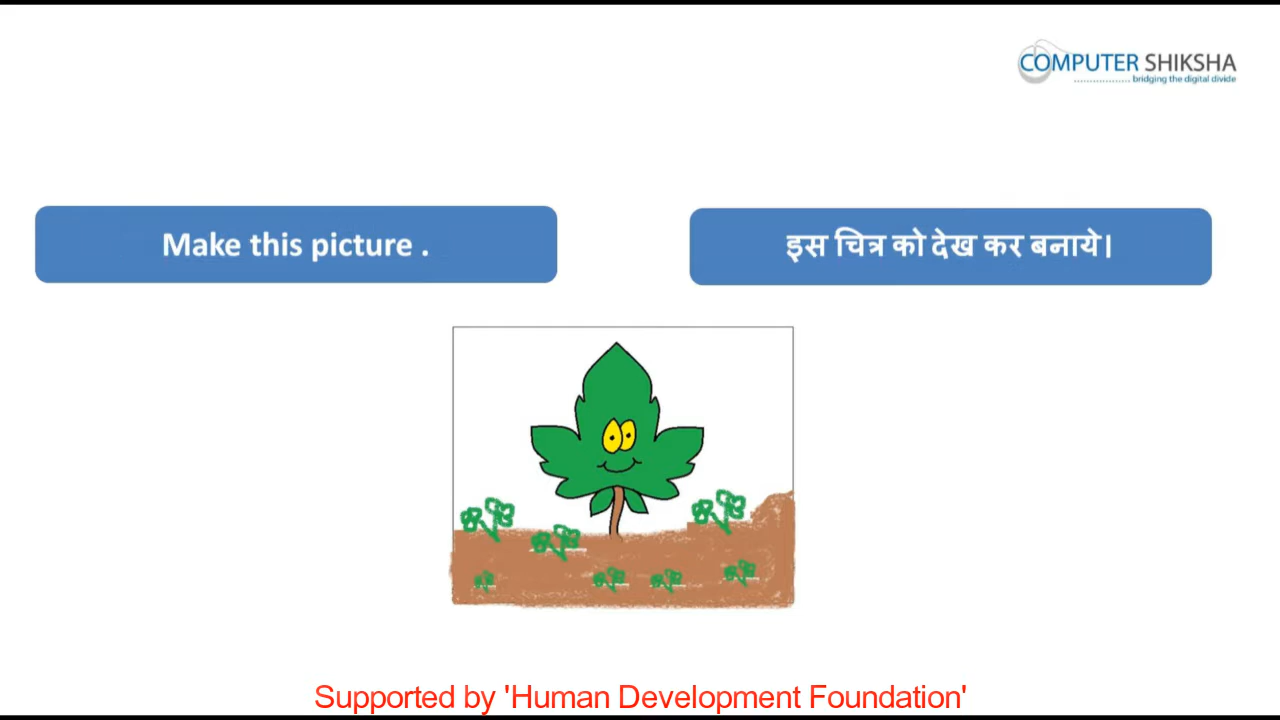 COMPUTER SHIKSHA
bridging the digital divide
Make this picture .
इस चित्र को देख कर बनाये।
Supported by 'Human Development Foundation'